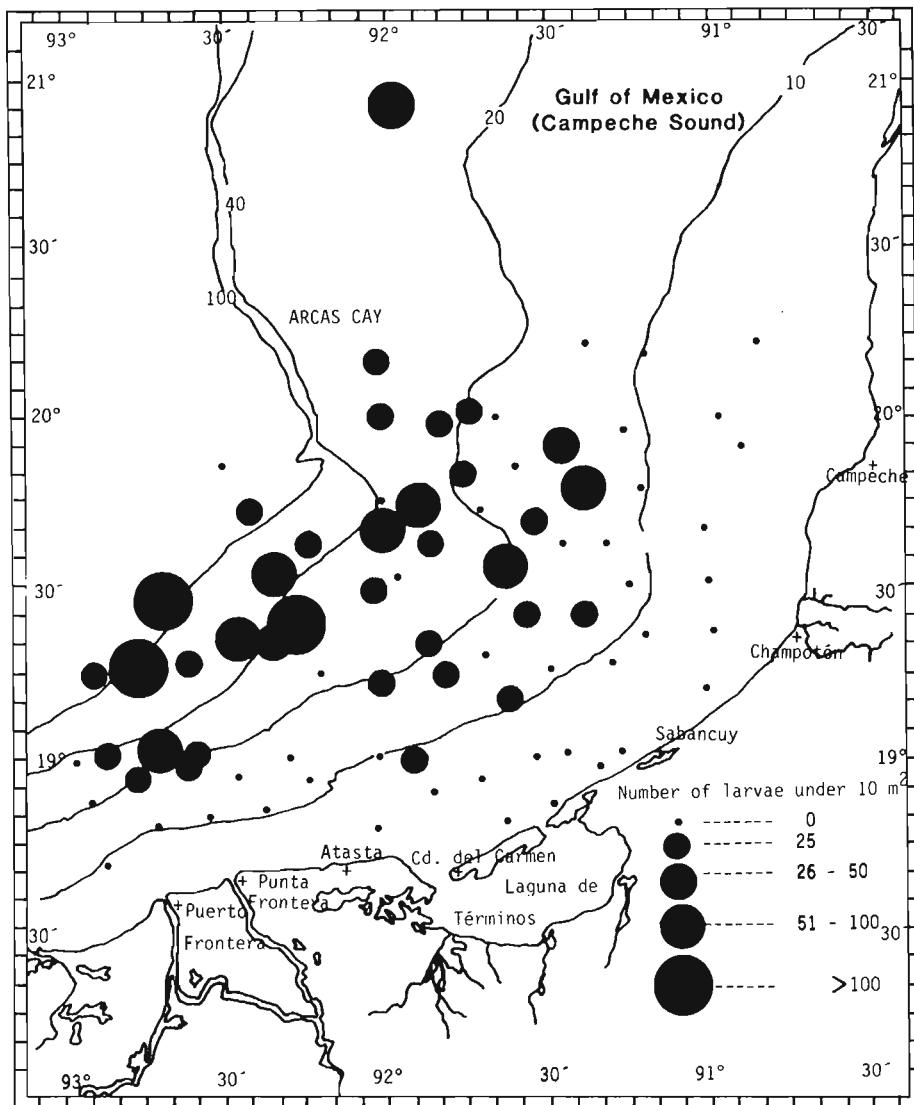 93° 30´ 92° 30´ 91° 30´
21° 10 21°
Gulf of Mexico
(Campeche Sound)
20
40
30´ 30´
100
ARCAS CAY
20° 20°
Campeche
30´ 30´
Champotón
Sabancuy
19° 19°
Number of larvae under 10 m²
0
25
26 - 50
51 - 100
>100
Atasta
Cd. del Carmen
Punta
Frontera
Puerto
Frontera
Laguna de
Términos
30´ 30
93° 30´ 92° 30´ 91° 30´